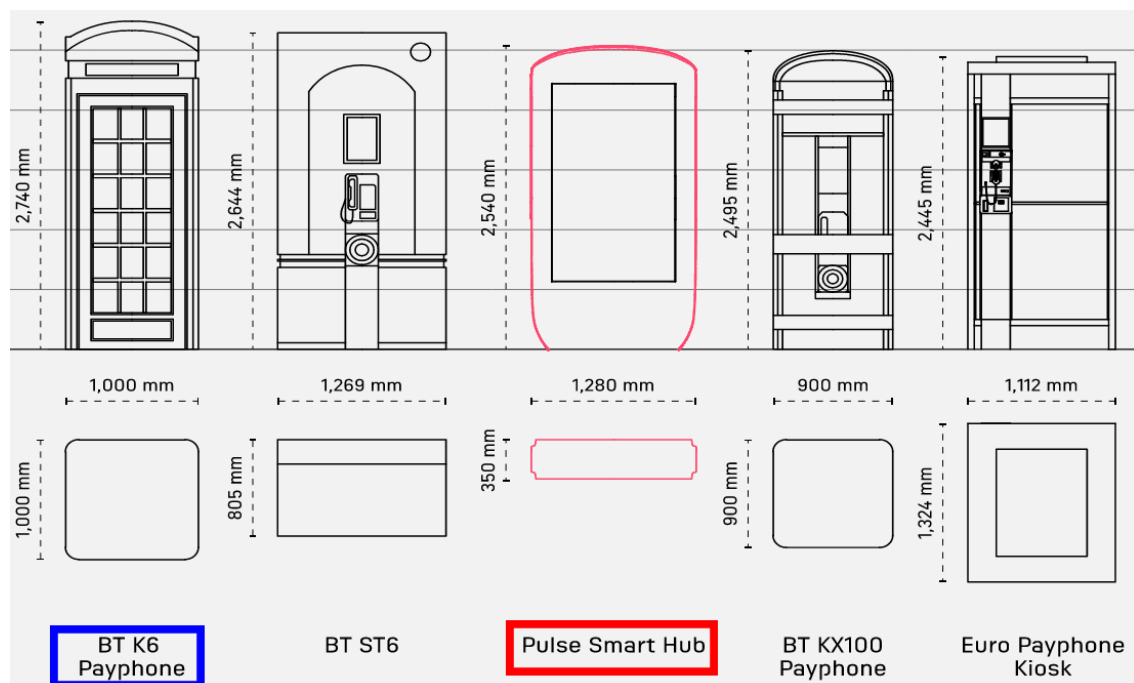 2,740 mm
2,644 mm
2,540 mm
2,495 mm
2,445 mm
1,000 mm
1,269 mm
1,280 mm
900 mm
1,112 mm
1,000 mm
805 mm
350 mm
900 mm
1,324 mm
BT K6
Payphone
BT ST6
Pulse Smart Hub
BT KX100
Payphone
Euro Payphone
Kiosk